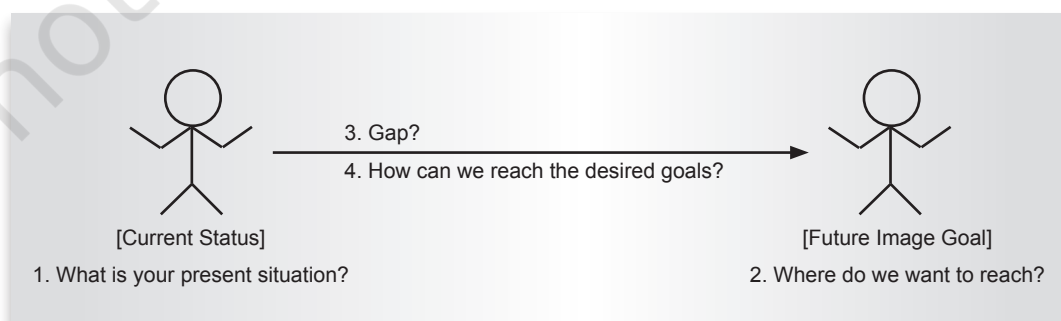 3. Gap?
4. How can we reach the desired goals?
[Current Status]
[Future Image Goal]
1. What is your present situation?
2. Where do we want to reach?